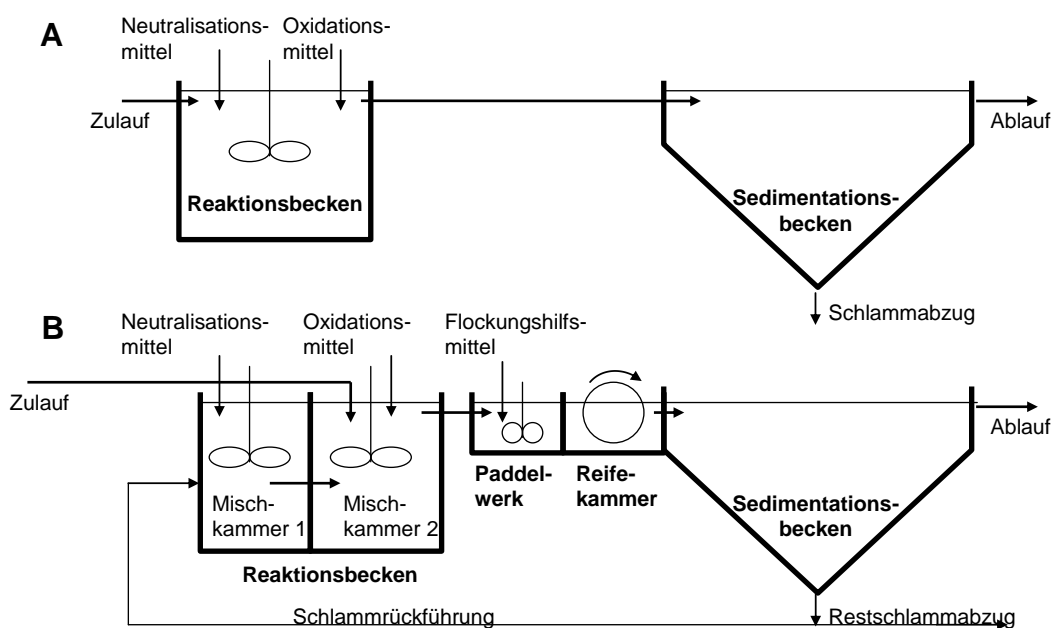 A
Neutralisations-
mittel
Oxidations-
mittel
Zulauf
Ablauf
Reaktionsbecken
Sedimentations-
becken
Schlammabzug
B
Neutralisations-
mittel
Oxidations-
mittel
Flockungshilfs-
mittel
Zulauf
Ablauf
Paddel-
werk
Reife-
kammer
Misch-
kammer 1
Misch-
kammer 2
Sedimentations-
becken
Reaktionsbecken
Schlammrückführung
Restschlammabzug